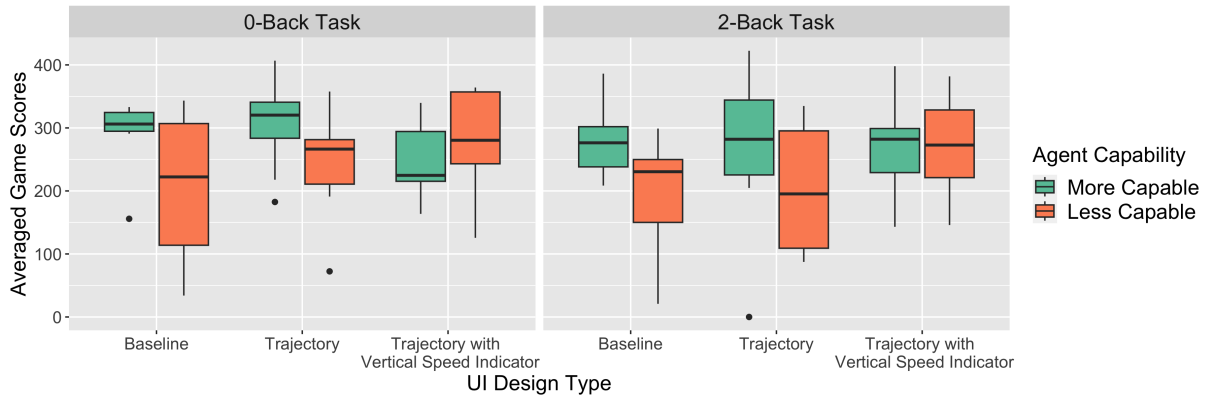 0-Back Task
2-Back Task
Averaged Game Scores
400
300
200
100
0
Baseline
Trajectory
Trajectory with
Vertical Speed Indicator
Baseline
Trajectory
Trajectory with
Vertical Speed Indicator
UI Design Type
Agent Capability
More Capable
Less Capable